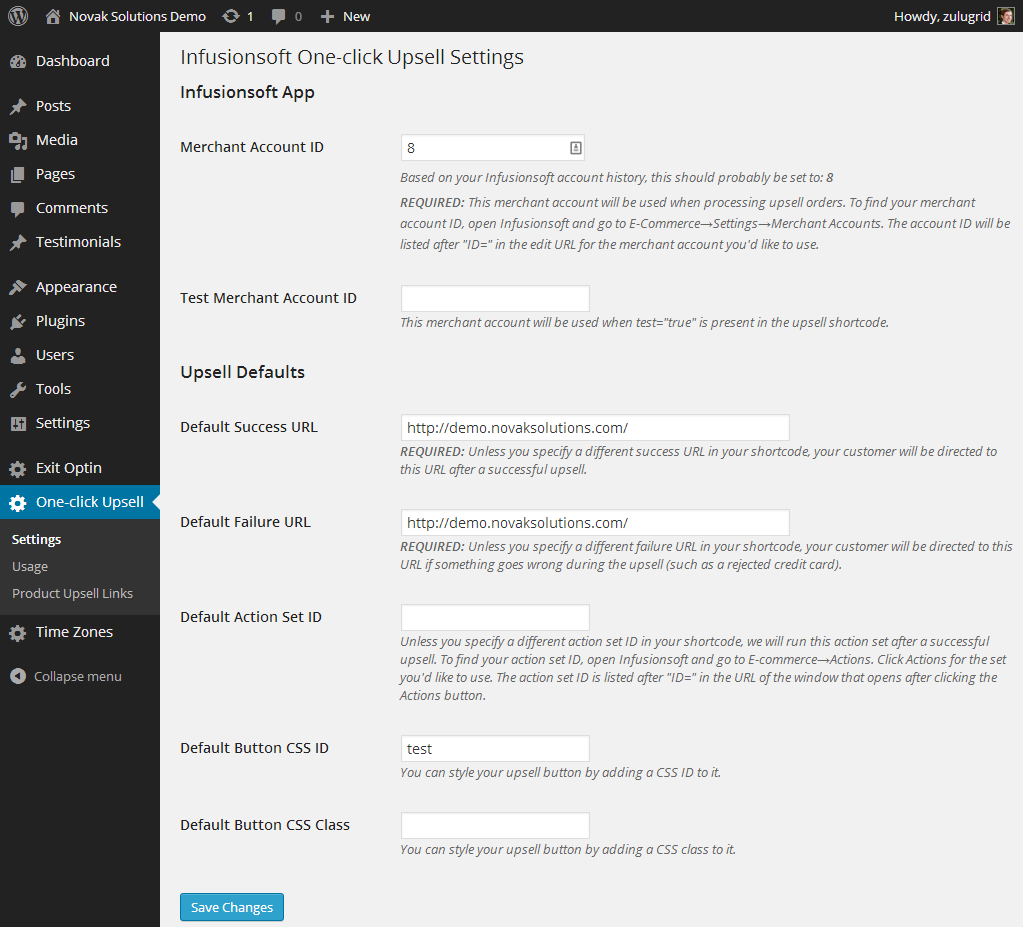 Novak Solutions Demo 1 0 New Howdy, zulugrid
Dashboard
Posts
Media
Pages
Comments
Testimonials
Appearance
Plugins
Users
Tools
Settings
Exit Optin
One-click Upsell
Settings
Usage
Product Upsell Links
Time Zones
Collapse menu
Infusionsoft One-click Upsell Settings
Infusionsoft App
Merchant Account ID
8
Based on your Infusionsoft account history, this should probably be set to: 8
REQUIRED: This merchant account will be used when processing upsell orders. To find your merchant
account ID, open Infusionsoft and go to E-Commerce→Settings→Merchant Accounts. The account ID will be
listed after "ID=" in the edit URL for the merchant account you'd like to use.
Test Merchant Account ID
This merchant account will be used when test="true" is present in the upsell shortcode.
Upsell Defaults
Default Success URL
http://demo.novaksolutions.com/
REQUIRED: Unless you specify a different success URL in your shortcode, your customer will be directed to
this URL after a successful upsell.
Default Failure URL
http://demo.novaksolutions.com/
REQUIRED: Unless you specify a different failure URL in your shortcode, your customer will be directed to this
URL if something goes wrong during the upsell (such as a rejected credit card).
Default Action Set ID
Unless you specify a different action set ID in your shortcode, we will run this action set after a successful
upsell. To find your action set ID, open Infusionsoft and go to E-commerce→Actions. Click Actions for the set
you'd like to use. The action set ID is listed after "ID=" in the URL of the window that opens after clicking the
Actions button.
Default Button CSS ID
test
You can style your upsell button by adding a CSS ID to it.
Default Button CSS Class
You can style your upsell button by adding a CSS class to it.
Save Changes